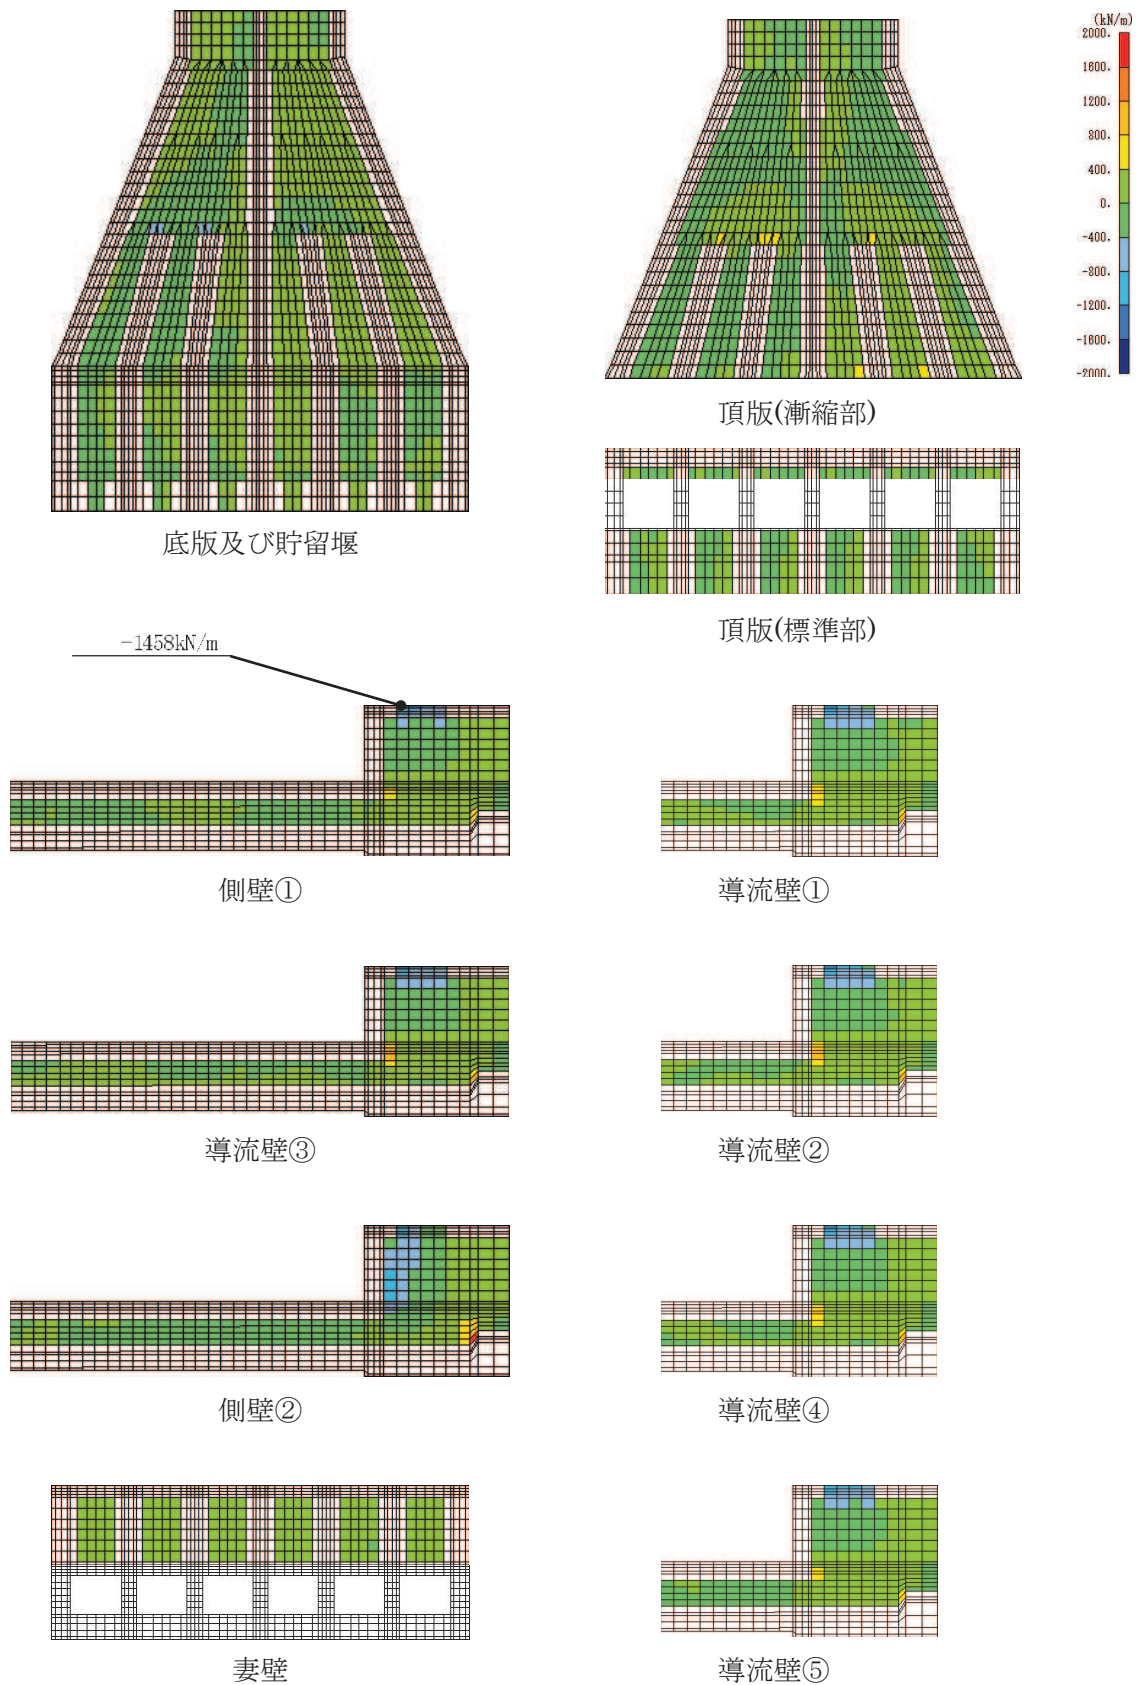 (kN/m)
2000.
1600.
1200.
800.
400.
0.
-400.
-800.
-1200.
-1600.
-2000.
頂版(漸縮部)
底版及び貯留堰
頂版(標準部)
-1458kN/m
側壁①
導流壁①
導流壁③
導流壁②
側壁②
導流壁④
妻壁
導流壁⑤